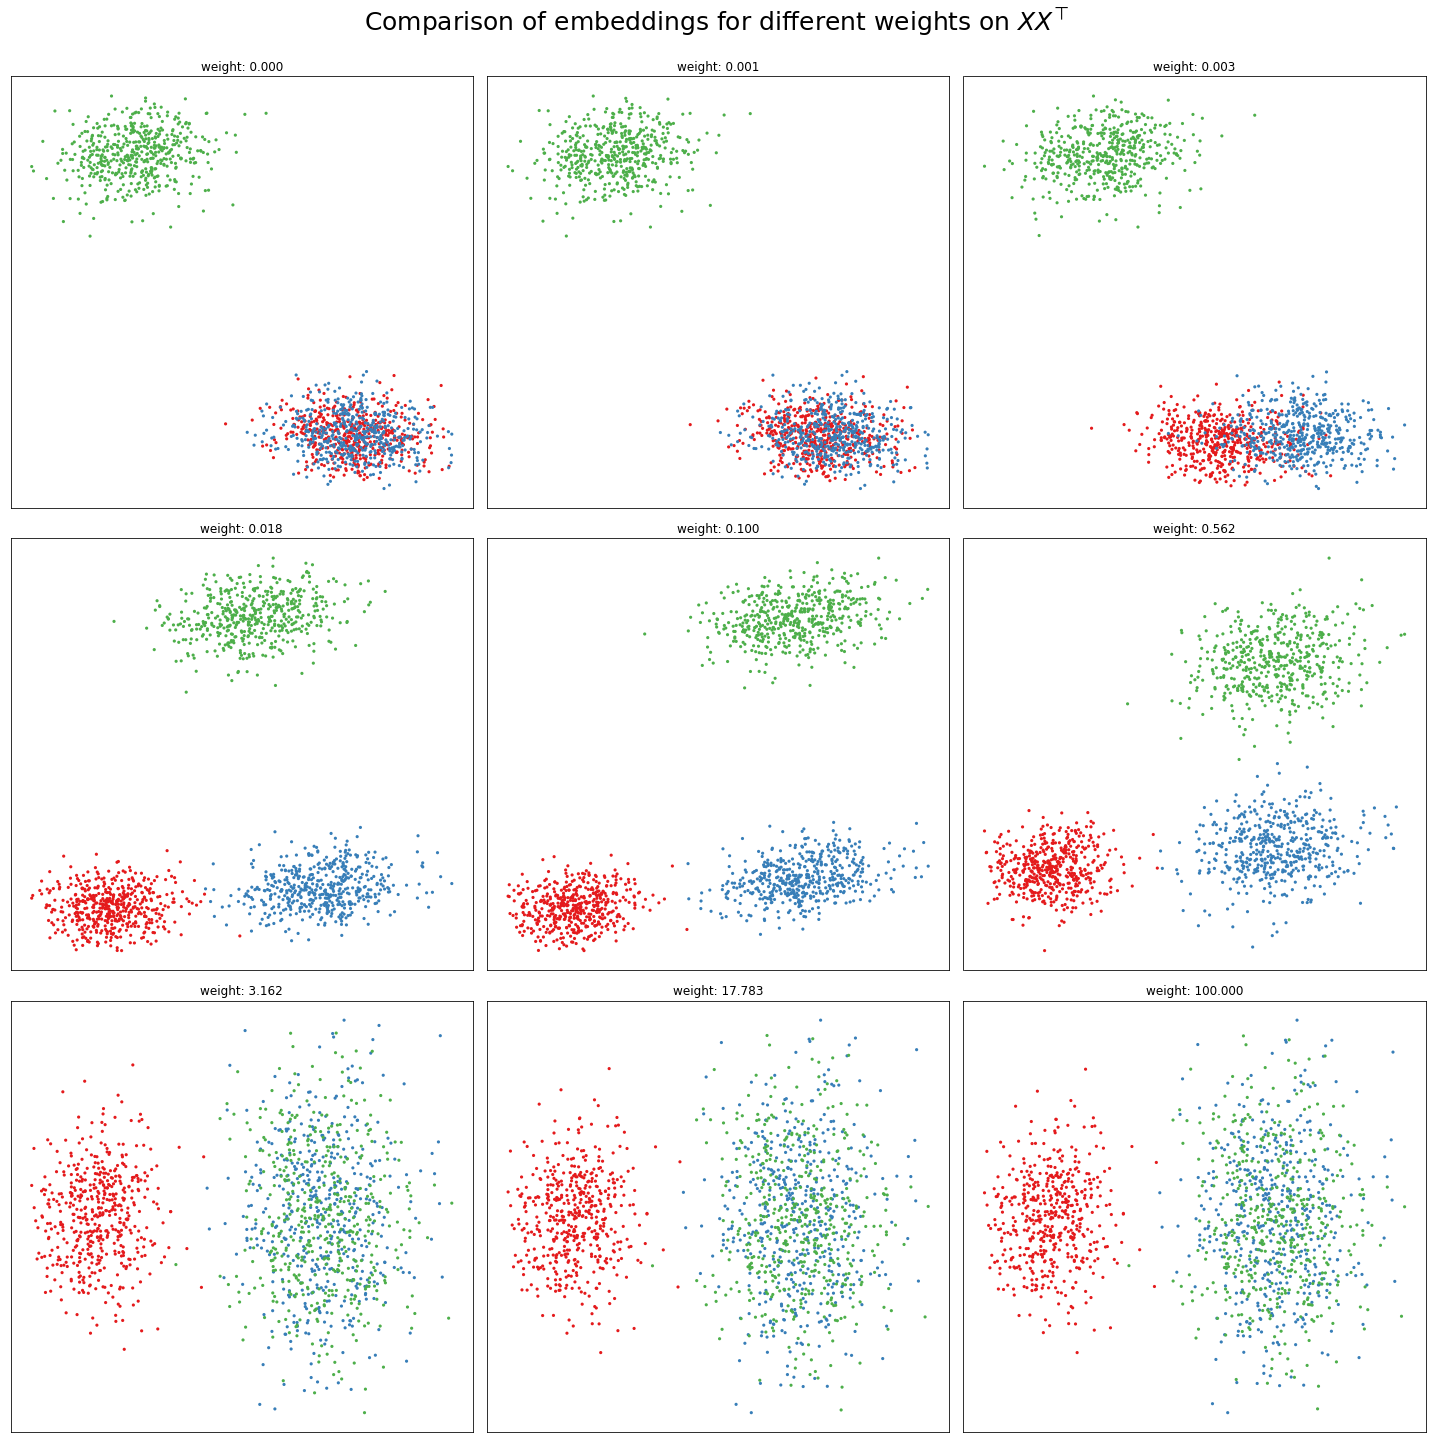 Comparison of embeddings for different weights on XX⊤
weight: 0.000
weight: 0.001
weight: 0.003
weight: 0.018
weight: 0.100
weight: 0.562
weight: 3.162
weight: 17.783
weight: 100.000